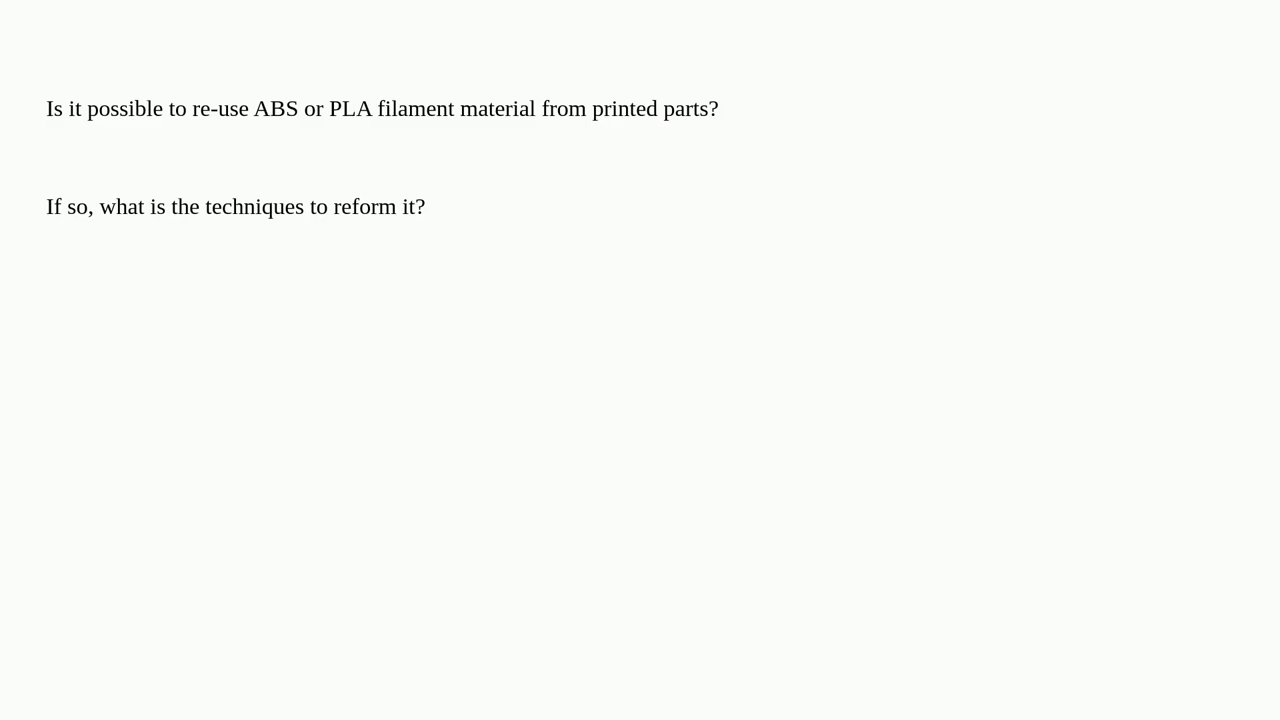 Is it possible to re-use ABS or PLA filament material from printed parts?
If so, what is the techniques to reform it?